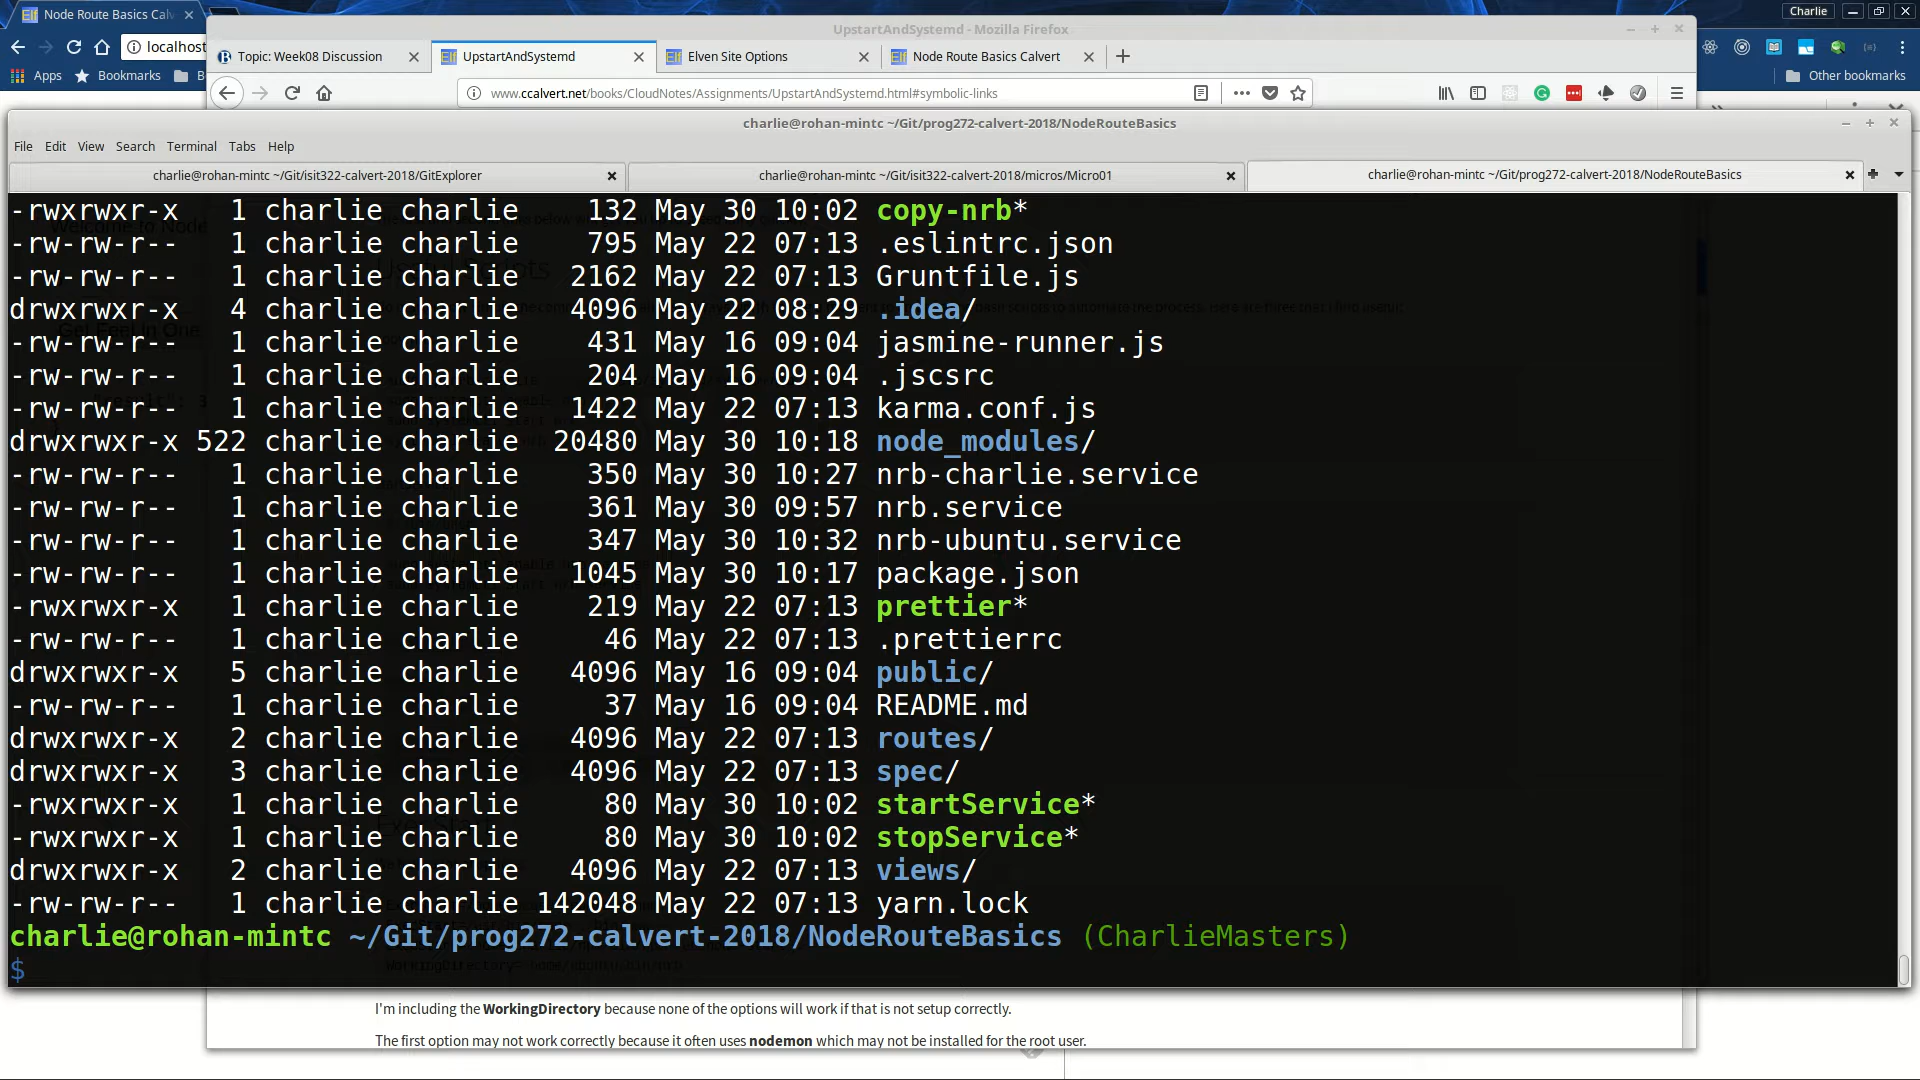 Node Route Basics Calv
Charlie
UpstartAndSystemd - Mozilla Firefox
localhost
Topic: Week08 Discussion
UpstartAndSystemd
Elven Site Options
Node Route Basics Calvert
Apps
Bookmarks
B
Other bookmarks
www.ccalvert.net/books/CloudNotes/Assignments/UpstartAndSystemd.html#symbolic-links
charlie@rohan-mintc ~/Git/prog272-calvert-2018/NodeRouteBasics
File Edit View Search Terminal Tabs Help
charlie@rohan-mintc ~/Git/isit322-calvert-2018/GitExplorer
charlie@rohan-mintc ~/Git/isit322-calvert-2018/micros/Micro01
charlie@rohan-mintc ~/Git/prog272-calvert-2018/NodeRouteBasics
-rwxrwxr-x 1 charlie charlie 132 May 30 10:02 copy-nrb*
-rw-rw-r-- 1 charlie charlie 795 May 22 07:13 .eslintrc.json
-rw-rw-r-- 1 charlie charlie 2162 May 22 07:13 Gruntfile.js
drwxrwxr-x 4 charlie charlie 4096 May 22 08:29 .idea/
-rw-rw-r-- 1 charlie charlie 431 May 16 09:04 jasmine-runner.js
-rw-rw-r-- 1 charlie charlie 204 May 16 09:04 .jscsrc
-rw-rw-r-- 1 charlie charlie 1422 May 22 07:13 karma.conf.js
drwxrwxr-x 522 charlie charlie 20480 May 30 10:18 node_modules/
-rw-rw-r-- 1 charlie charlie 350 May 30 10:27 nrb-charlie.service
-rw-rw-r-- 1 charlie charlie 361 May 30 09:57 nrb.service
-rw-rw-r-- 1 charlie charlie 347 May 30 10:32 nrb-ubuntu.service
-rw-rw-r-- 1 charlie charlie 1045 May 30 10:17 package.json
-rwxrwxr-x 1 charlie charlie 219 May 22 07:13 prettier*
-rw-rw-r-- 1 charlie charlie 46 May 22 07:13 .prettierrc
drwxrwxr-x 5 charlie charlie 4096 May 16 09:04 public/
-rw-rw-r-- 1 charlie charlie 37 May 16 09:04 README.md
drwxrwxr-x 2 charlie charlie 4096 May 22 07:13 routes/
drwxrwxr-x 3 charlie charlie 4096 May 22 07:13 spec/
-rwxrwxr-x 1 charlie charlie 80 May 30 10:02 startService*
-rwxrwxr-x 1 charlie charlie 80 May 30 10:02 stopService*
drwxrwxr-x 2 charlie charlie 4096 May 22 07:13 views/
-rw-rw-r-- 1 charlie charlie 142048 May 22 07:13 yarn.lock
charlie@rohan-mintc ~/Git/prog272-calvert-2018/NodeRouteBasics (CharlieMasters)
$
I'm including the WorkingDirectory because none of the options will work if that is not setup correctly.
The first option may not work correctly because it often uses nodemon which may not be installed for the root user.